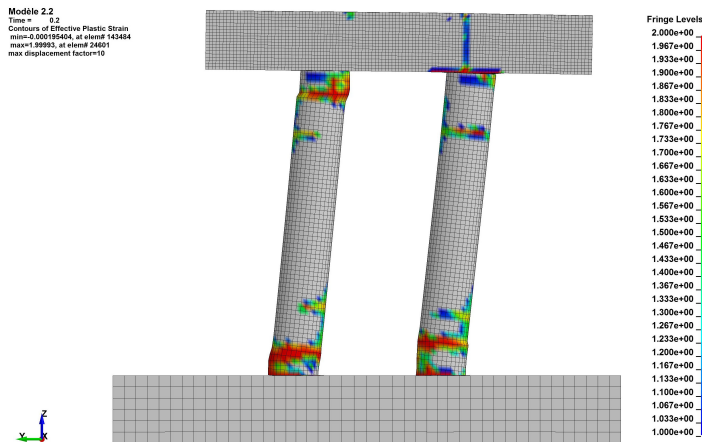 Modèle 2.2
Time = 0.2
Contours of Effective Plastic Strain
min=-0.000195404, at elem# 143484
max=1.99993, at elem# 24601
max displacement factor=10
Fringe Levels
2.000e+00
1.967e+00
1.933e+00
1.900e+00
1.867e+00
1.833e+00
1.800e+00
1.767e+00
1.733e+00
1.700e+00
1.667e+00
1.633e+00
1.600e+00
1.567e+00
1.533e+00
1.500e+00
1.467e+00
1.433e+00
1.400e+00
1.367e+00
1.333e+00
1.300e+00
1.267e+00
1.233e+00
1.200e+00
1.167e+00
1.133e+00
1.100e+00
1.067e+00
1.033e+00
1.000e+00
Z
Y X